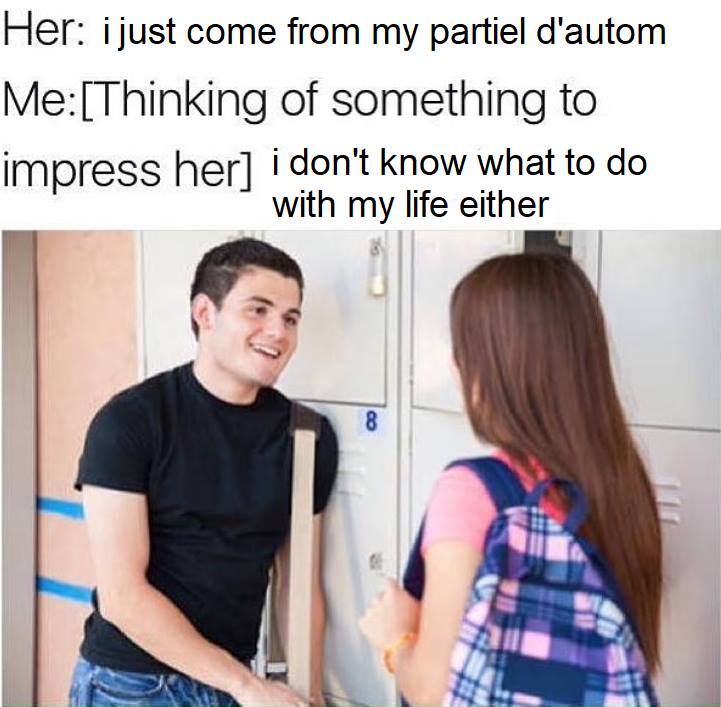 Her: i just come from my partiel d'autom
Me:[Thinking of something to
impress her] i don't know what to do
with my life either
8